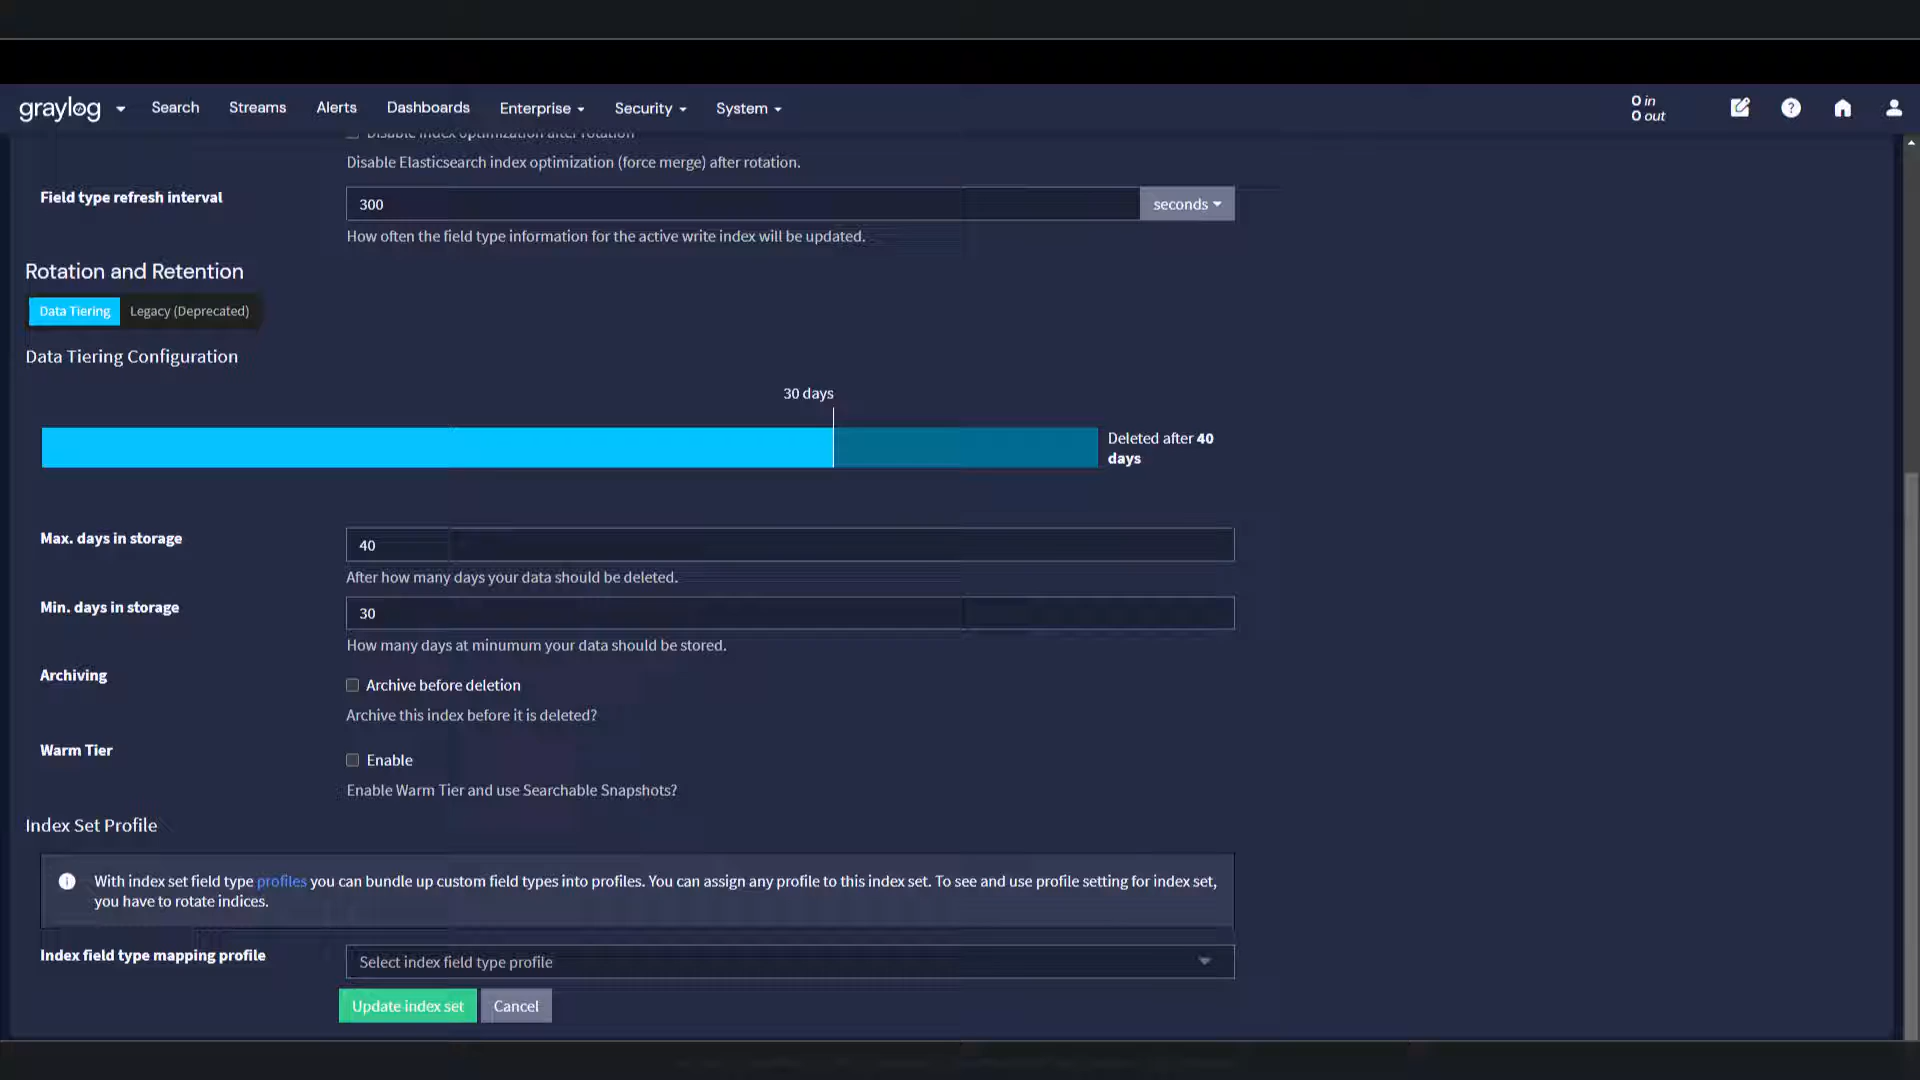 graylog Search Streams Alerts Dashboards Enterprise Security System
0 in
0 out
Disable index optimization after rotation
Disable Elasticsearch index optimization (force merge) after rotation.
Field type refresh interval
300 seconds
How often the field type information for the active write index will be updated.
Rotation and Retention
Data Tiering Legacy (Deprecated)
Data Tiering Configuration
30 days
Deleted after 40
days
Max. days in storage
40
After how many days your data should be deleted.
Min. days in storage
30
How many days at minumum your data should be stored.
Archiving
Archive before deletion
Archive this index before it is deleted?
Warm Tier
Enable
Enable Warm Tier and use Searchable Snapshots?
Index Set Profile
With index set field type profiles you can bundle up custom field types into profiles. You can assign any profile to this index set. To see and use profile setting for index set,
you have to rotate indices.
Index field type mapping profile
Select index field type profile
Update index set Cancel